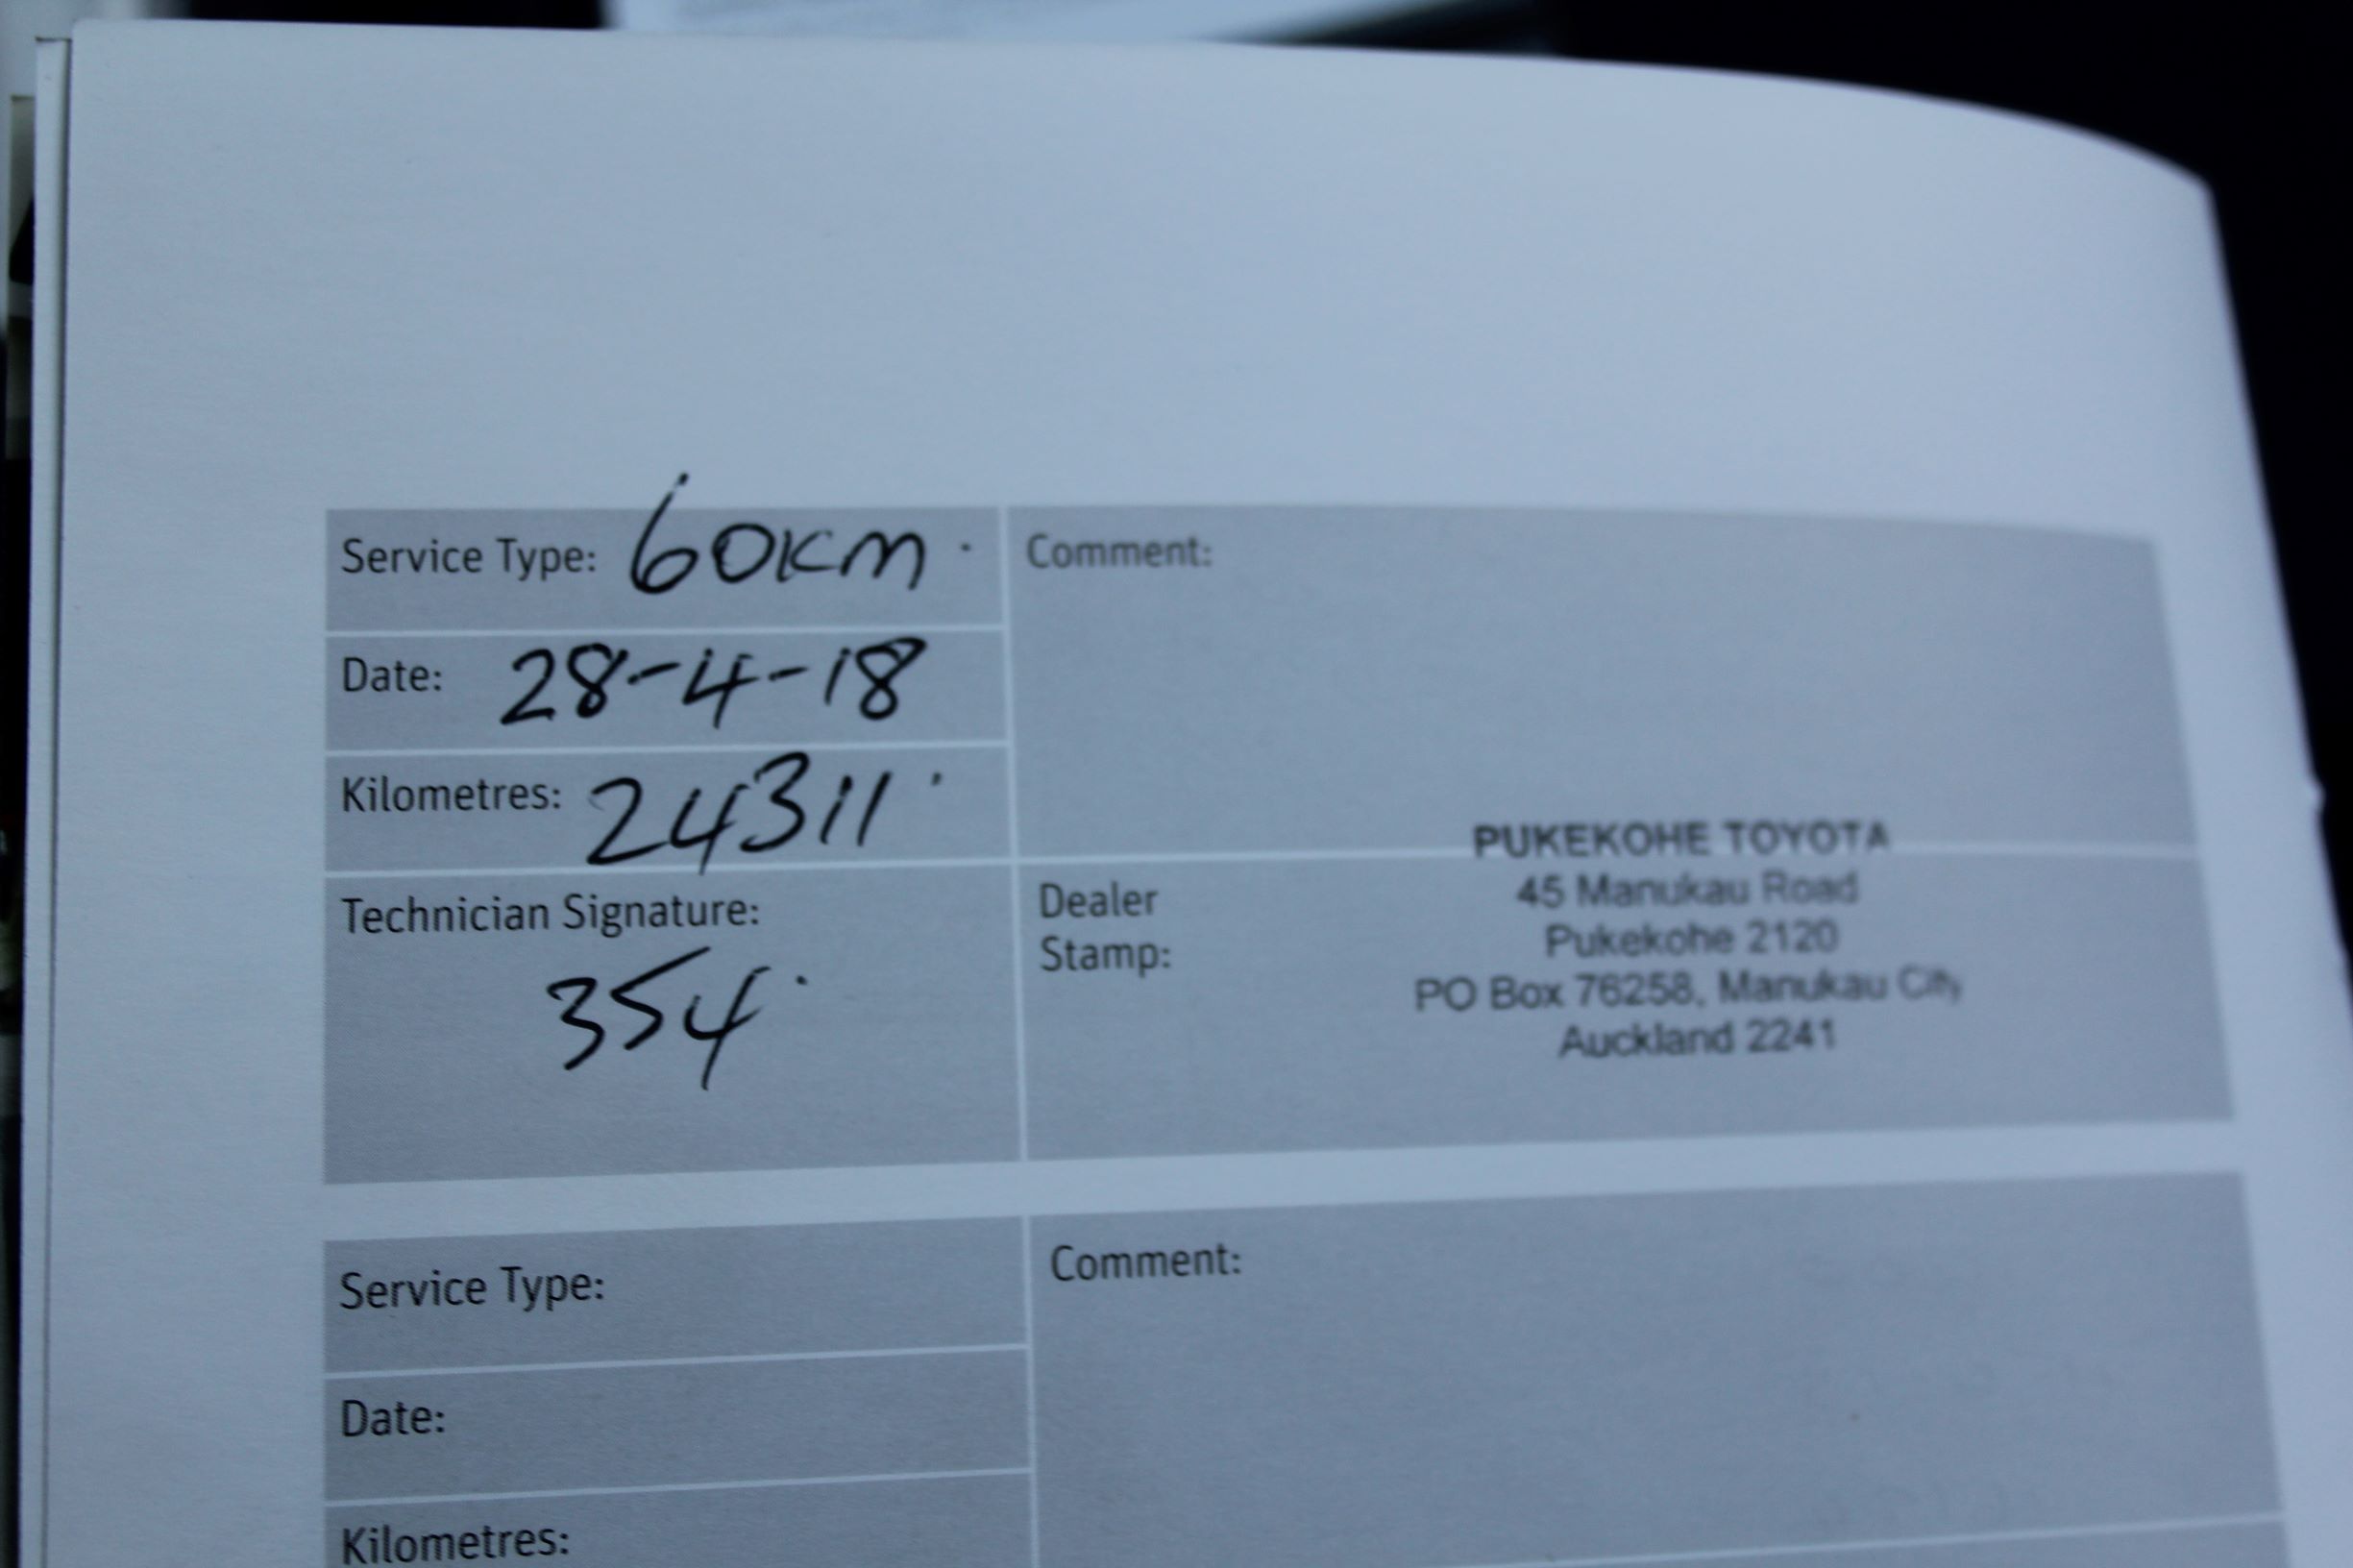 Service Type: 60KM
Date: 28-4-18
Kilometres: 24311
Technician Signature:
354
Comment:
Dealer
Stamp:
PUKEKOHE TOYOTA
45 Manukau Road
Pukekohe 2120
PO Box 76258, Manukau City
Auckland 2241
Service Type:
Date:
Kilometres:
Comment: